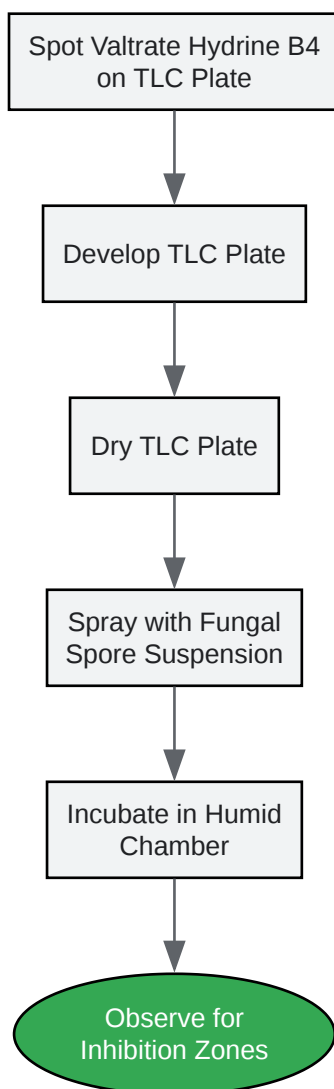 Spot Valtrate Hydrine B4
on TLC Plate
Develop TLC Plate
Dry TLC Plate
Spray with Fungal
Spore Suspension
Incubate in Humid
Chamber
Observe for
Inhibition Zones